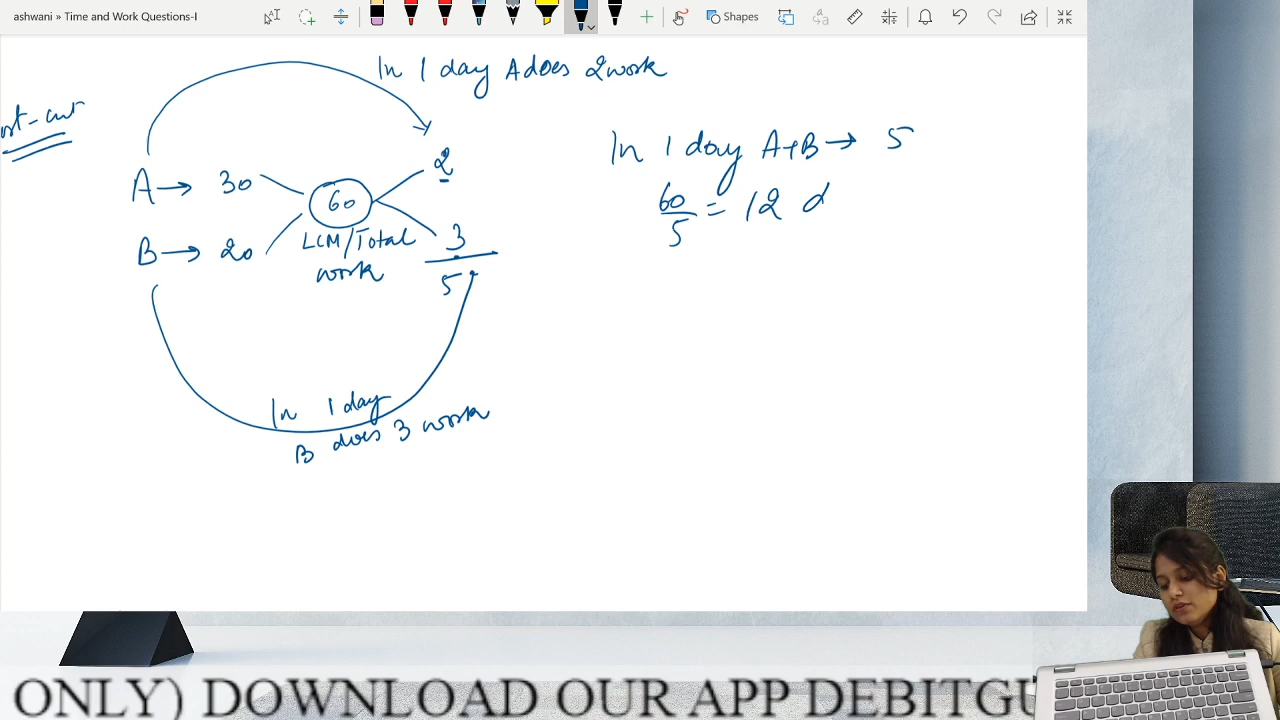 ashwani » Time and Work Questions-I
Shapes
In 1 day A does 2 work
ort-cut
A → 30
60
2
B → 20
LCM/Total
work
3
5
In 1 day A+B → 5
60/5 = 12 d
In 1 day
B does 3 work
ONLY) DOWNLOAD OUR APP DEBITGU